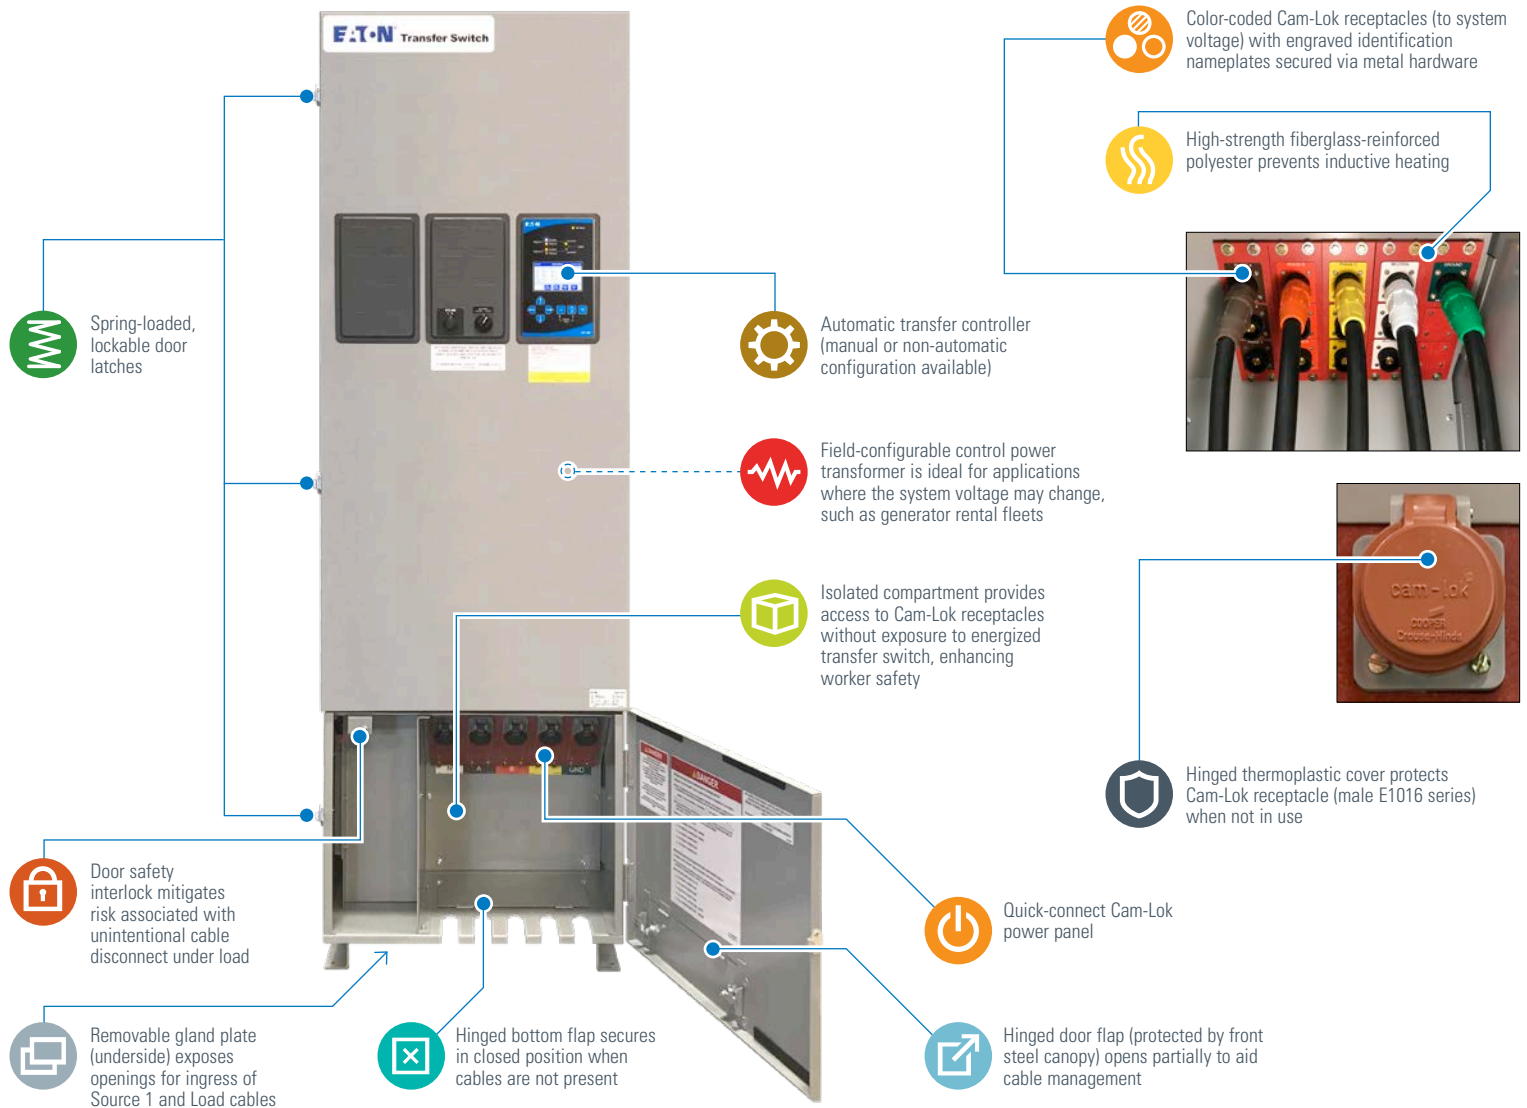 EATON Transfer Switch
Color-coded Cam-Lok receptacles (to system
voltage) with engraved identification
nameplates secured via metal hardware
High-strength fiberglass-reinforced
polyester prevents inductive heating
Spring-loaded,
lockable door
latches
Automatic transfer controller
(manual or non-automatic
configuration available)
Field-configurable control power
transformer is ideal for applications
where the system voltage may change,
such as generator rental fleets
Isolated compartment provides
access to Cam-Lok receptacles
without exposure to energized
transfer switch, enhancing
worker safety
cam-lok
COOPER
Crouse-Hinds
DANGER
A
B
GND
Hinged thermoplastic cover protects
Cam-Lok receptacle (male E1016 series)
when not in use
Door safety
interlock mitigates
risk associated with
unintentional cable
disconnect under load
Quick-connect Cam-Lok
power panel
Removable gland plate
(underside) exposes
openings for ingress of
Source 1 and Load cables
Hinged bottom flap secures
in closed position when
cables are not present
Hinged door flap (protected by front
steel canopy) opens partially to aid
cable management